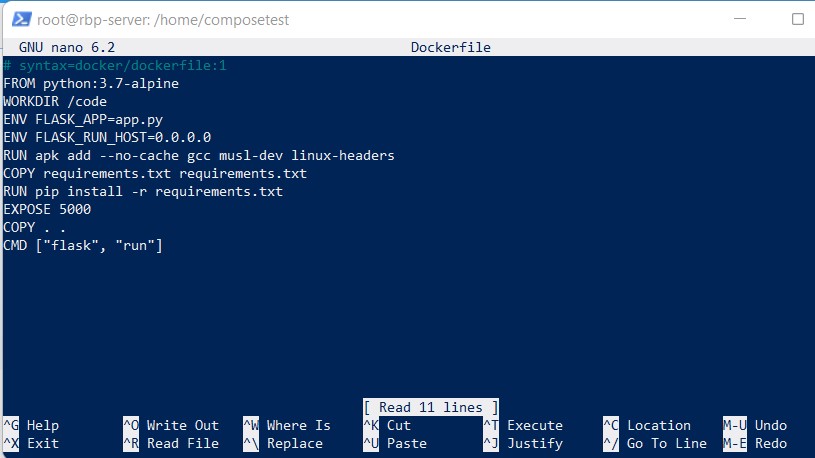 root@rbp-server: /home/composetest
GNU nano 6.2 Dockerfile
# syntax=docker/dockerfile:1
FROM python:3.7-alpine
WORKDIR /code
ENV FLASK_APP=app.py
ENV FLASK_RUN_HOST=0.0.0.0
RUN apk add --no-cache gcc musl-dev linux-headers
COPY requirements.txt requirements.txt
RUN pip install -r requirements.txt
EXPOSE 5000
COPY . .
CMD ["flask", "run"]
[ Read 11 lines ]
^G Help ^O Write Out ^W Where Is ^K Cut ^T Execute ^C Location M-U Undo
^X Exit ^R Read File ^\ Replace ^U Paste ^J Justify ^/ Go To Line M-E Redo